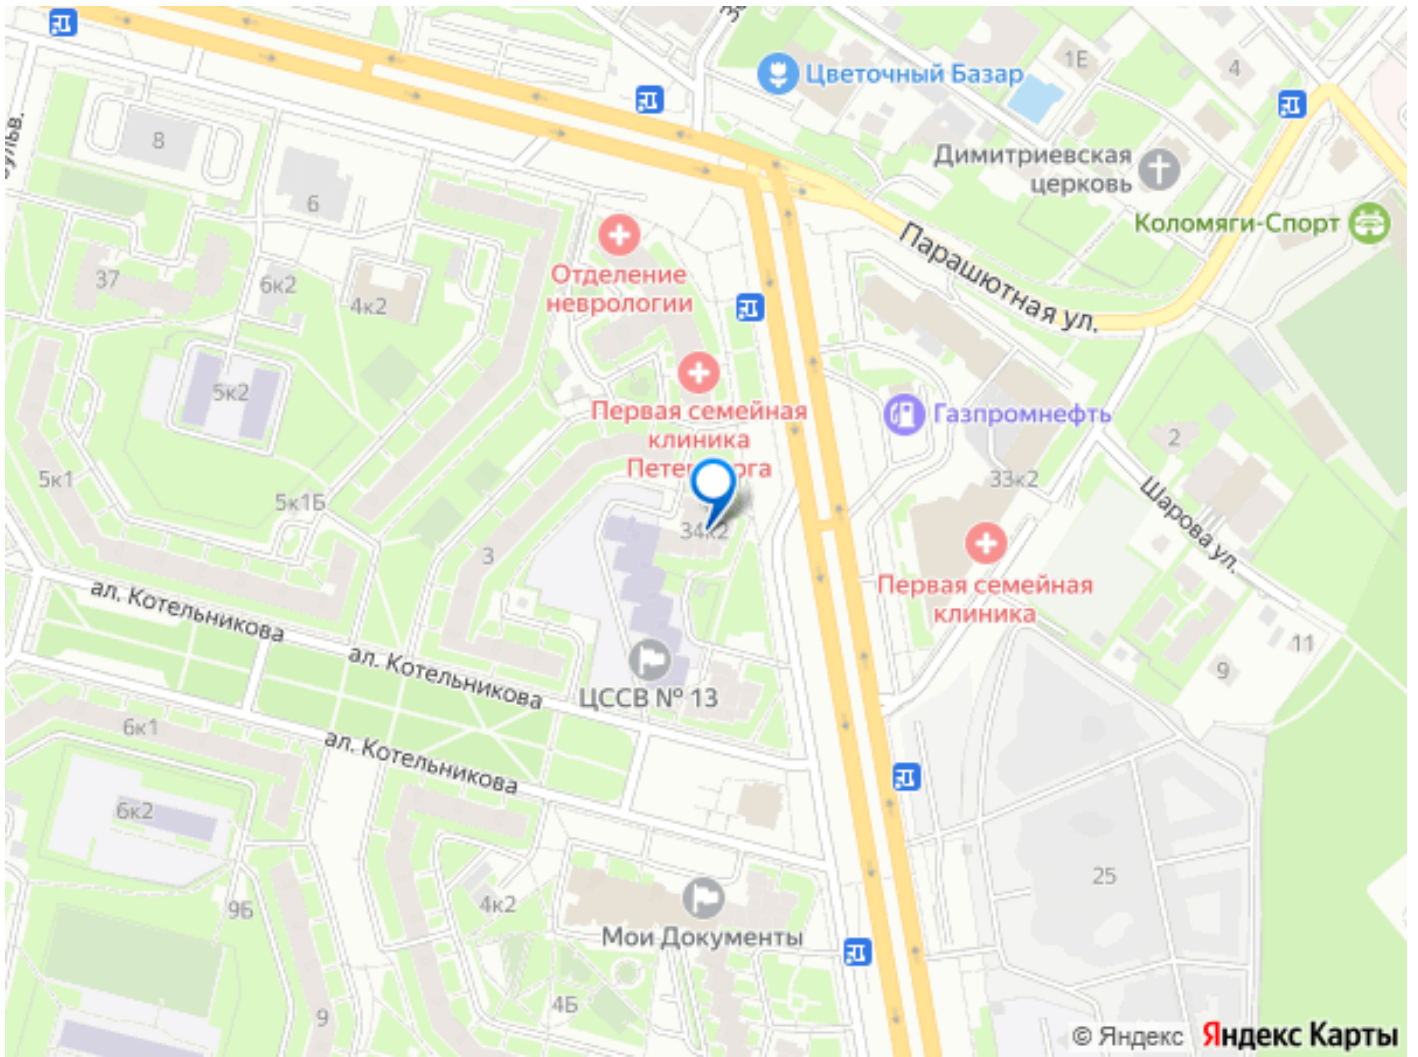 Цветочный Базар
1Е
4
8
Димитриевская
церковь
6
Коломяги-Спорт
Парашютная ул.
Отделение
неврологии
37
6к2
4к2
5к2
Первая семейная
клиника
Петербурга
Газпромнефть
2
5к1
5к1Б
33к2
Шарова ул.
34к2
3
Первая семейная
клиника
ал. Котельникова
ал. Котельникова
11
9
ЦССВ № 13
6к1
ал. Котельникова
6к2
25
9Б
4к2
Мои Документы
4Б
9
© Яндекс Яндекс Карты